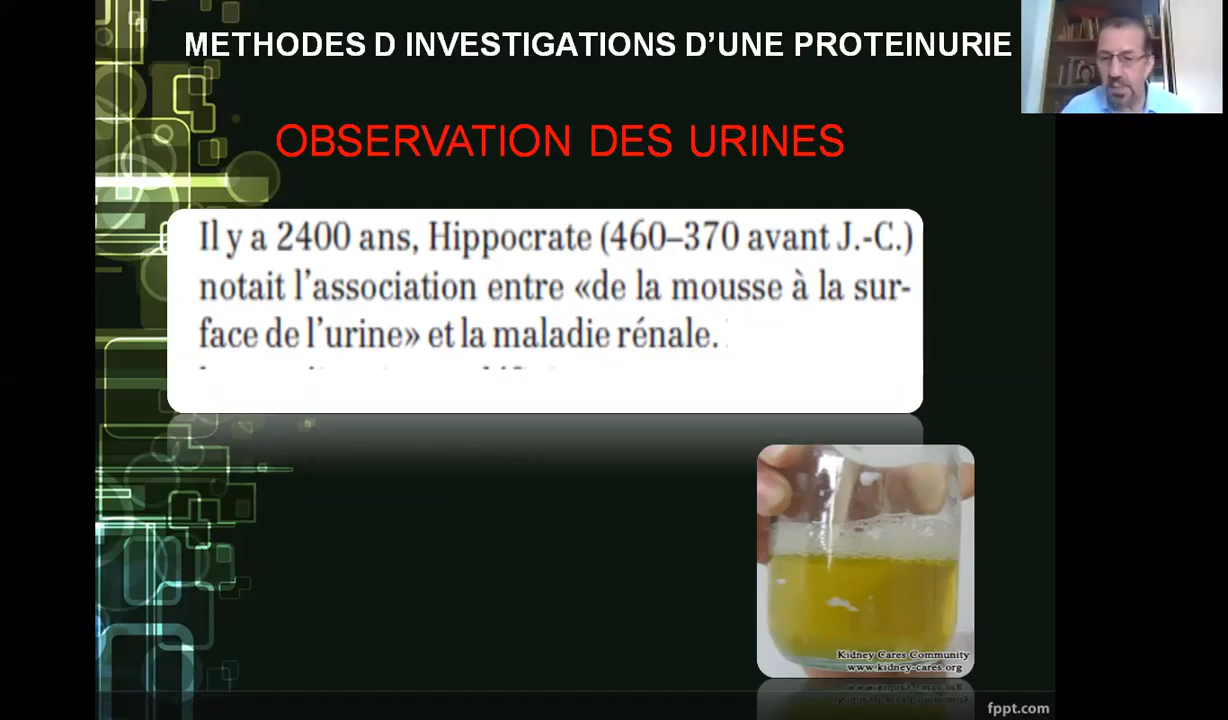 METHODES D INVESTIGATIONS D’UNE PROTEINURIE
OBSERVATION DES URINES
Il y a 2400 ans, Hippocrate (460–370 avant J.-C.)
notait l’association entre «de la mousse à la sur-
face de l’urine» et la maladie rénale.
Kidney Cares Community
www.kidney-cares.org
fppt.com